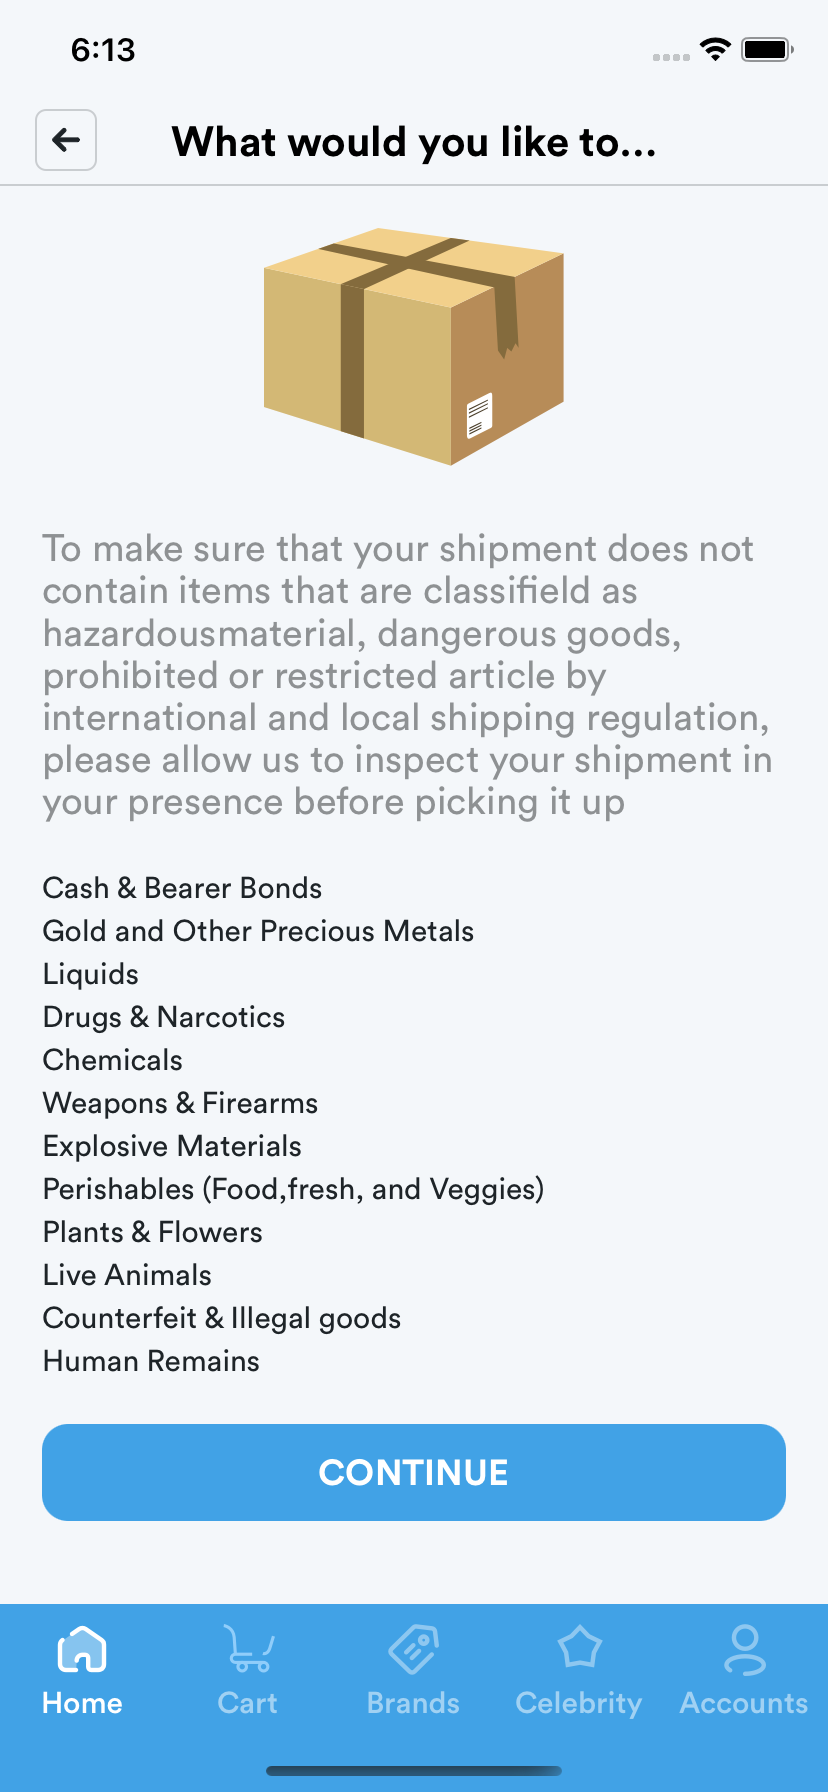 6:13
What would you like to...
To make sure that your shipment does not
contain items that are classifield as
hazardousmaterial, dangerous goods,
prohibited or restricted article by
international and local shipping regulation,
please allow us to inspect your shipment in
your presence before picking it up
Cash & Bearer Bonds
Gold and Other Precious Metals
Liquids
Drugs & Narcotics
Chemicals
Weapons & Firearms
Explosive Materials
Perishables (Food,fresh, and Veggies)
Plants & Flowers
Live Animals
Counterfeit & Illegal goods
Human Remains
CONTINUE
Home Cart Brands Celebrity Accounts